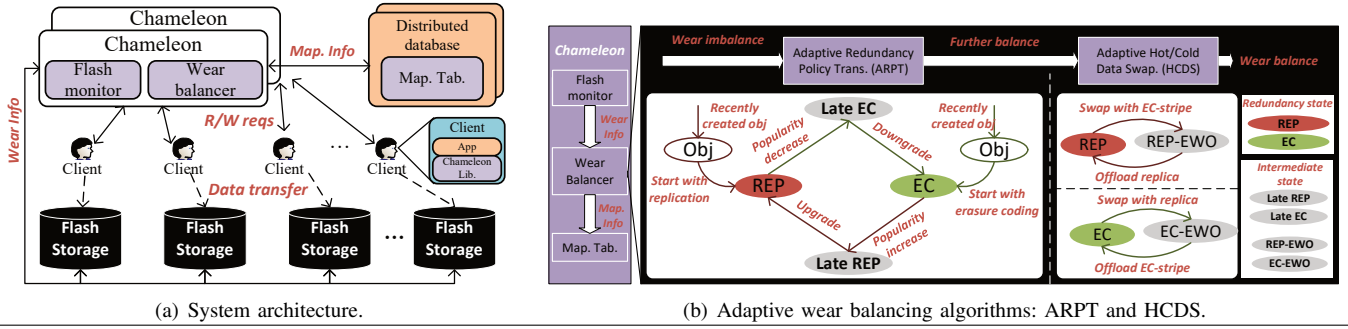 Chameleon
Chameleon
Flash
monitor
Wear
balancer
Map. Info
Distributed
database
Map. Tab.
Wear Info
R/W reqs
Client
Client
Client
...
Client
Client
App
Chameleon
Lib.
Data transfer
Flash
Storage
Flash
Storage
Flash
Storage
...
Flash
Storage
(a) System architecture.
Chameleon
Flash
monitor
Wear
Info
Wear
Balancer
Map.
Info
Map. Tab.
Wear imbalance
Adaptive Redundancy
Policy Trans. (ARPT)
Further balance
Adaptive Hot/Cold
Data Swap. (HCDS)
Wear balance
Recently
created obj
Obj
Start with
replication
Popularity
decrease
Late EC
Downgrade
Recently
created obj
Obj
Start with
erasure coding
REP
EC
Upgrade
Popularity
increase
Late REP
Swap with EC-stripe
REP
REP-EWO
Offload replica
Swap with replica
EC
EC-EWO
Offload EC-stripe
Redundancy state
REP
EC
Intermediate
state
Late REP
Late EC
REP-EWO
EC-EWO
(b) Adaptive wear balancing algorithms: ARPT and HCDS.